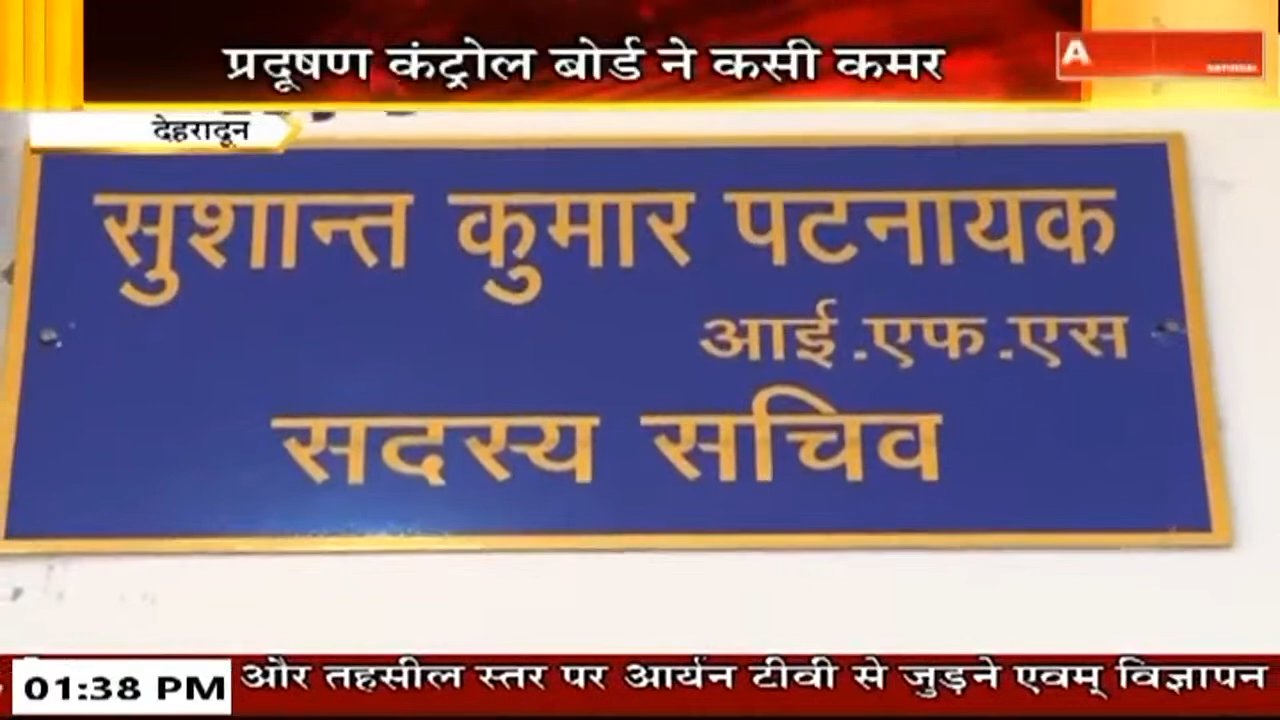 प्रदूषण कंट्रोल बोर्ड ने कसी कमर
A
देहरादून
सुशान्त कुमार पटनायक
आई.एफ.एस
सदस्य सचिव
01:38 PM
और तहसील स्तर पर आर्यन टीवी से जुड़ने एवम् विज्ञापन